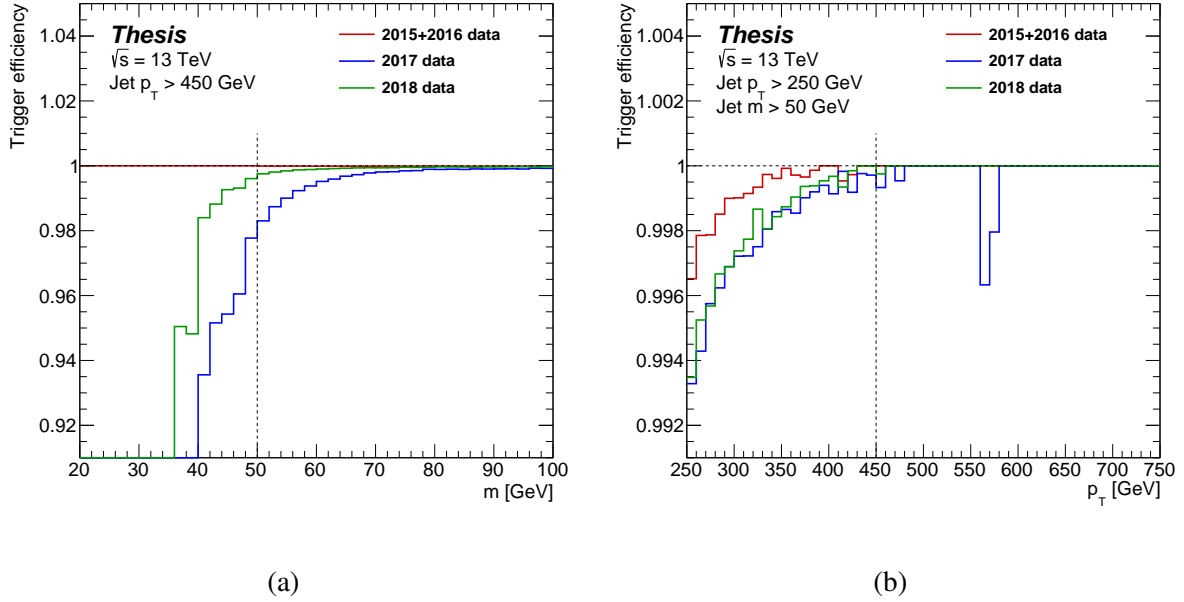 Trigger efficiency
1.04
1.02
1
0.98
0.96
0.94
0.92
Thesis
√s = 13 TeV
Jet p_T > 450 GeV
2015+2016 data
2017 data
2018 data
20 30 40 50 60 70 80 90 100
m [GeV]
(a)
Trigger efficiency
1.004
1.002
1
0.998
0.996
0.994
0.992
Thesis
√s = 13 TeV
Jet p_T > 250 GeV
Jet m > 50 GeV
2015+2016 data
2017 data
2018 data
250 300 350 400 450 500 550 600 650 700 750
p_T [GeV]
(b)